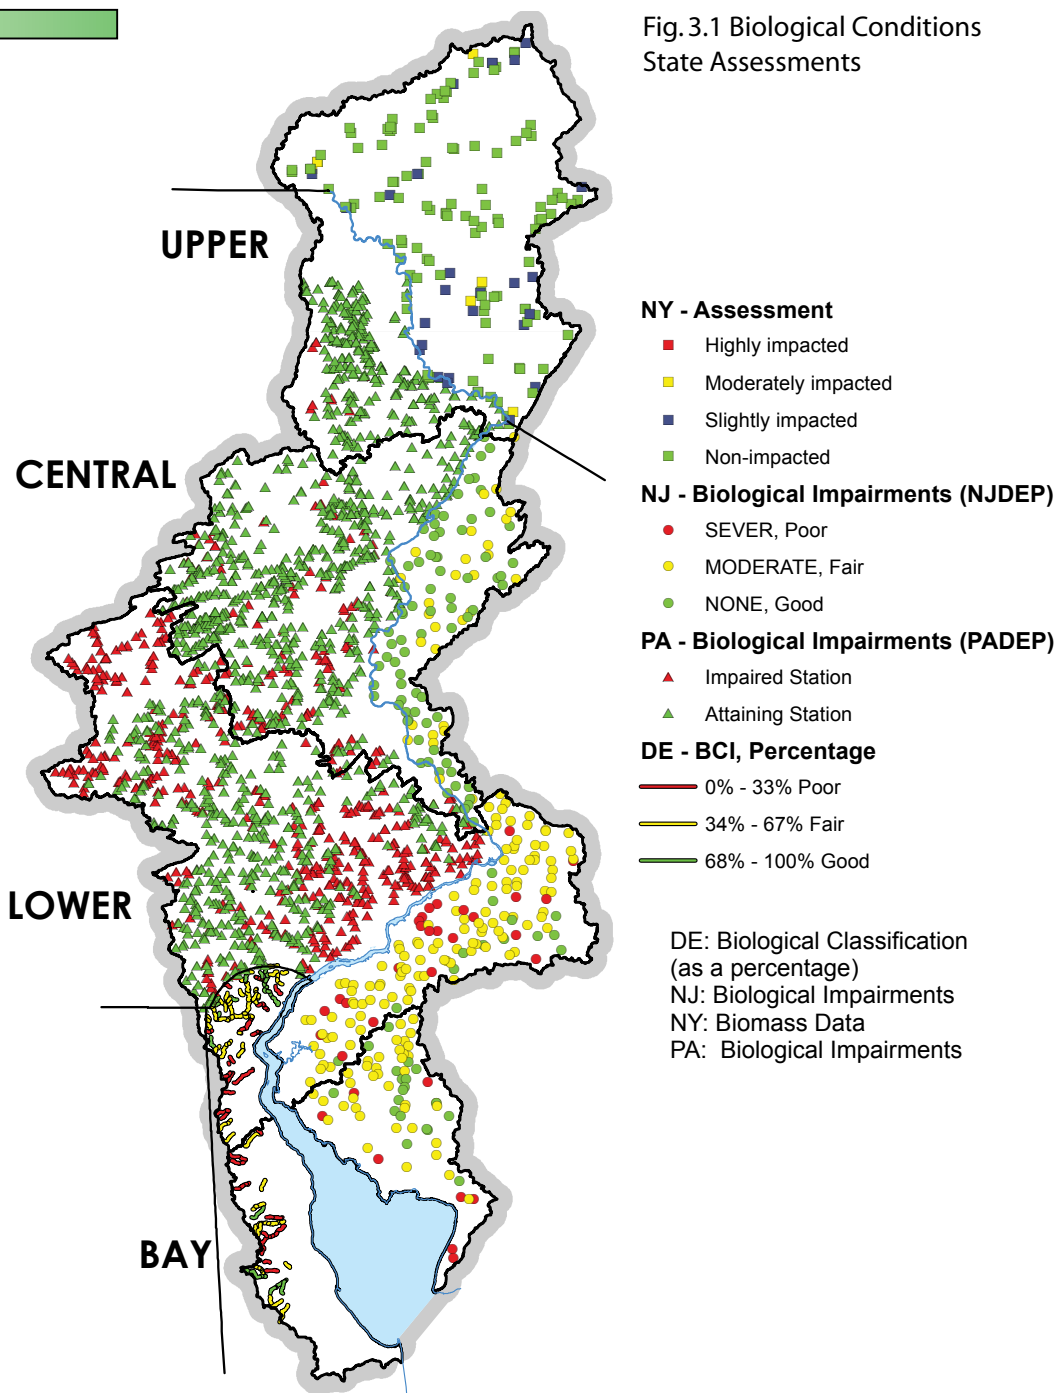 Fig. 3.1 Biological Conditions
State Assessments
UPPER
CENTRAL
LOWER
BAY
NY - Assessment
Highly impacted
Moderately impacted
Slightly impacted
Non-impacted
NJ - Biological Impairments (NJDEP)
SEVER, Poor
MODERATE, Fair
NONE, Good
PA - Biological Impairments (PADEP)
Impaired Station
Attaining Station
DE - BCI, Percentage
0% - 33% Poor
34% - 67% Fair
68% - 100% Good
DE: Biological Classification
(as a percentage)
NJ: Biological Impairments
NY: Biomass Data
PA: Biological Impairments